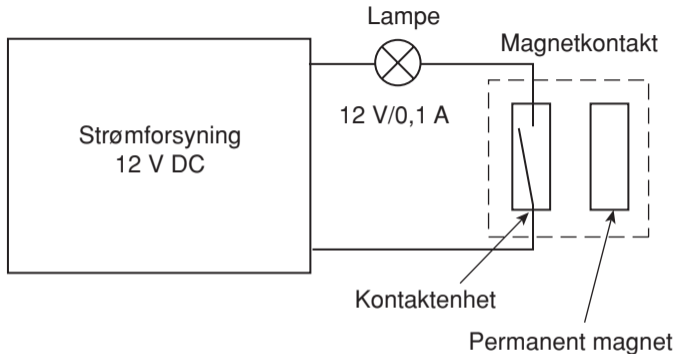 Lampe
Magnetkontakt
12 V/0,1 A
Strømforsyning
12 V DC
Kontaktenhet
Permanent magnet